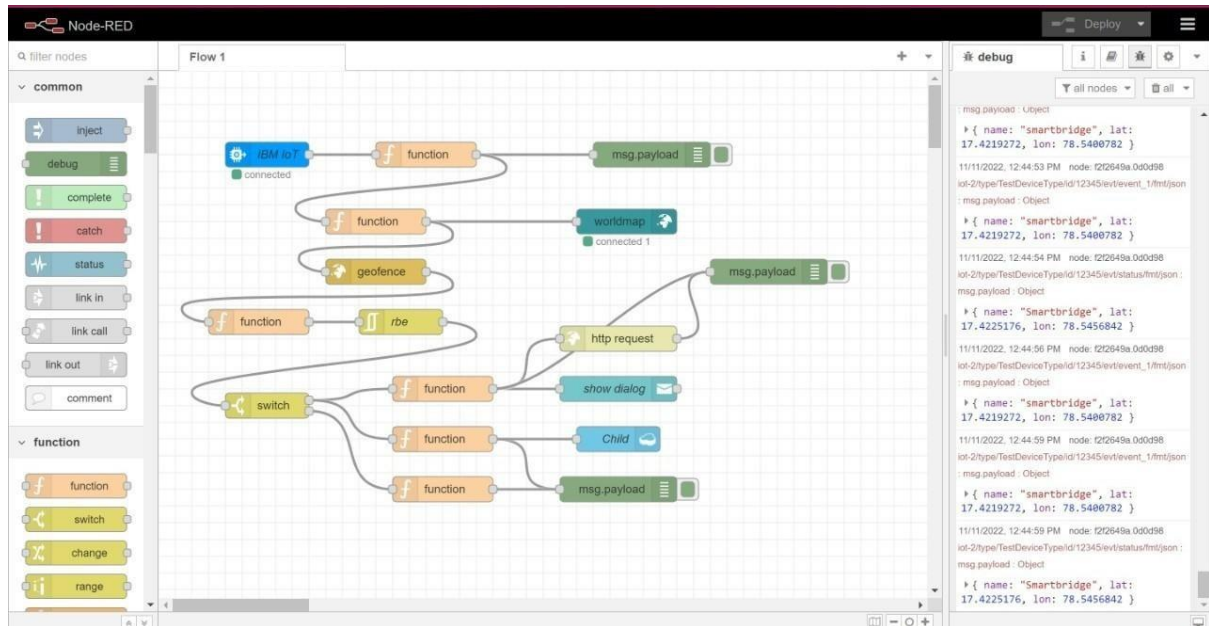 Node-RED
Deploy
filter nodes
common
inject
debug
complete
catch
status
link in
link call
link out
comment
function
function
switch
change
range
Flow 1
IBM IoT
connected
function
msg.payload
function
worldmap
connected 1
geofence
msg.payload
function
rbe
http request
function
show dialog
switch
function
Child
function
msg.payload
debug
all nodes
all
: msg.payload : Object
{ name: "smartbridge", lat:
17.4219272, lon: 78.5400782 }
11/11/2022, 12:44:53 PM node: f2f2649a.0d0d98
iot-2/type/TestDeviceType/id/12345/evt/event_1/fmt/json
: msg.payload : Object
{ name: "smartbridge", lat:
17.4219272, lon: 78.5400782 }
11/11/2022, 12:44:54 PM node: f2f2649a.0d0d98
iot-2/type/TestDeviceType/id/12345/evt/status/fmt/json :
msg.payload : Object
{ name: "Smartbridge", lat:
17.4225176, lon: 78.5456842 }
11/11/2022, 12:44:56 PM node: f2f2649a.0d0d98
iot-2/type/TestDeviceType/id/12345/evt/event_1/fmt/json
: msg.payload : Object
{ name: "smartbridge", lat:
17.4219272, lon: 78.5400782 }
11/11/2022, 12:44:59 PM node: f2f2649a.0d0d98
iot-2/type/TestDeviceType/id/12345/evt/event_1/fmt/json
: msg.payload : Object
{ name: "smartbridge", lat:
17.4219272, lon: 78.5400782 }
11/11/2022, 12:44:59 PM node: f2f2649a.0d0d98
iot-2/type/TestDeviceType/id/12345/evt/status/fmt/json :
msg.payload : Object
{ name: "Smartbridge", lat:
17.4225176, lon: 78.5456842 }